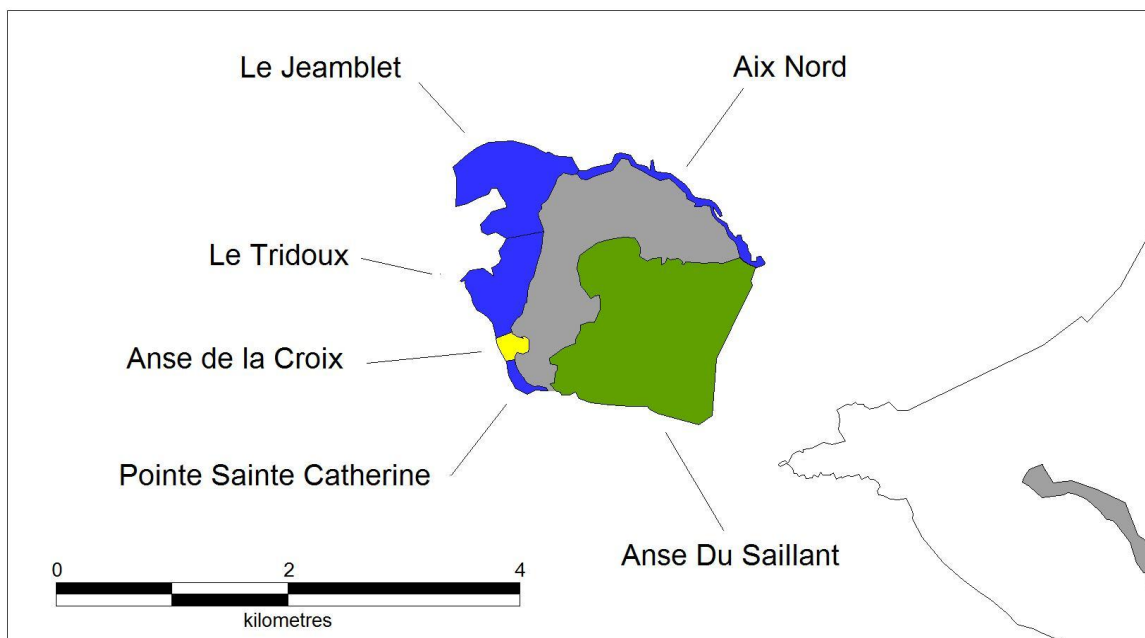 Le Jeamblet
Aix Nord
Le Tridoux
Anse de la Croix
Pointe Sainte Catherine
Anse Du Saillant
0 2 4
kilometres